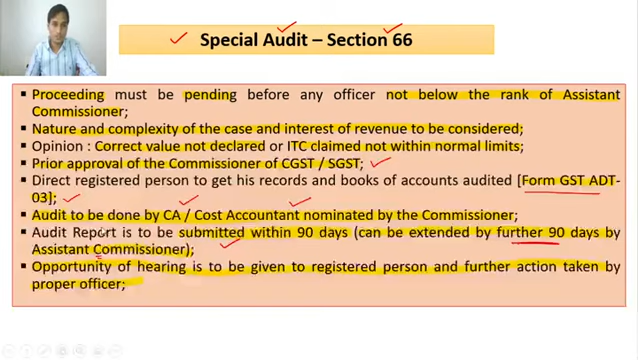 Special Audit – Section 66
Proceeding must be pending before any officer not below the rank of Assistant
Commissioner;
Nature and complexity of the case and interest of revenue to be considered;
Opinion : Correct value not declared or ITC claimed not within normal limits;
Prior approval of the Commissioner of CGST / SGST;
Direct registered person to get his records and books of accounts audited [Form GST ADT-
03];
Audit to be done by CA / Cost Accountant nominated by the Commissioner;
Audit Report is to be submitted within 90 days (can be extended by further 90 days by
Assistant Commissioner);
Opportunity of hearing is to be given to registered person and further action taken by
proper officer;